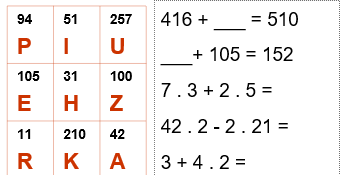 94 51 257
P I U
105 31 100
E H Z
11 210 42
R K A
416 + ___ = 510
___+ 105 = 152
7 . 3 + 2 . 5 =
42 . 2 - 2 . 21 =
3 + 4 . 2 =